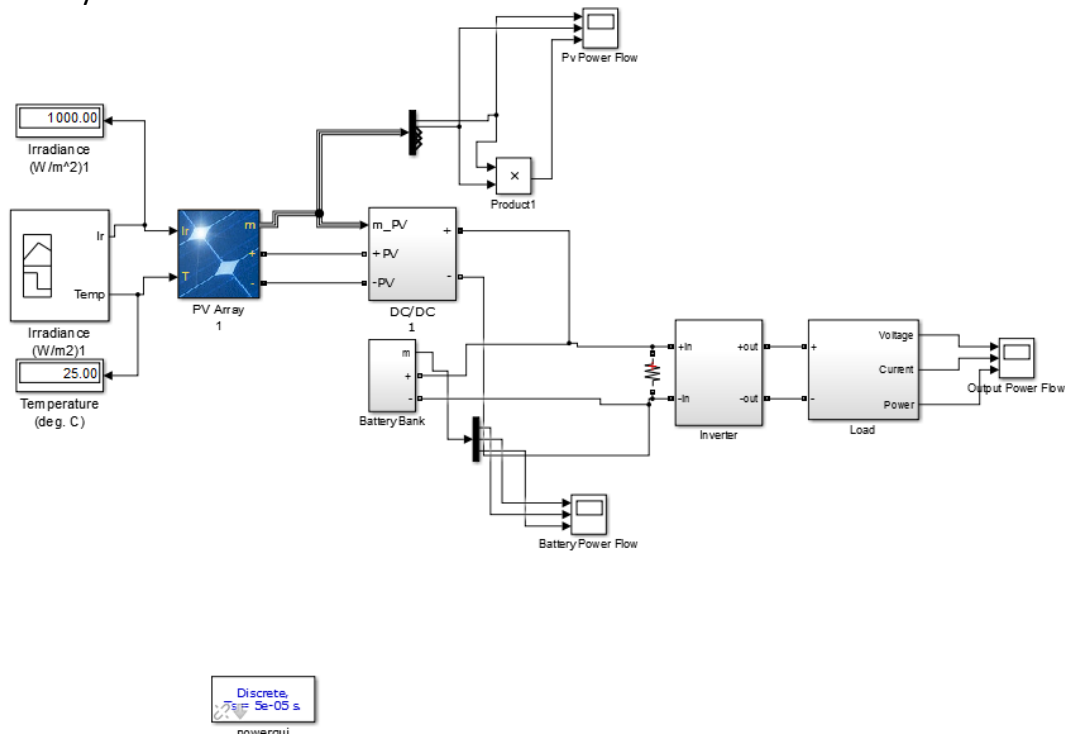 Pv Power Flow
1000.00
Irradiance
(W/m^2)1
×
Product1
Ir
Temp
Irradiance
(W/m2)1
25.00
Temperature
(deg. C)
Ir
T
m
+
-
PV Array
1
m_PV
+PV
-PV
+
-
DC/DC
1
m
+
-
Battery Bank
+In
-In
+out
-out
Inverter
+
-
Voltage
Current
Power
Load
Output Power Flow
Battery Power Flow
Discrete,
Ts = 5e-05 s.
powergui